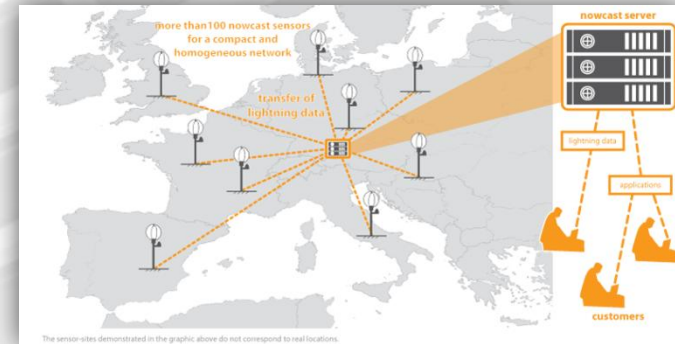 more than100 nowcast sensors
for a compact and
homogeneous network
transfer of
lightning data
nowcast server
lightning data
applications
customers
The sensor-sites demonstrated in the graphic above do not correspond to real locations.